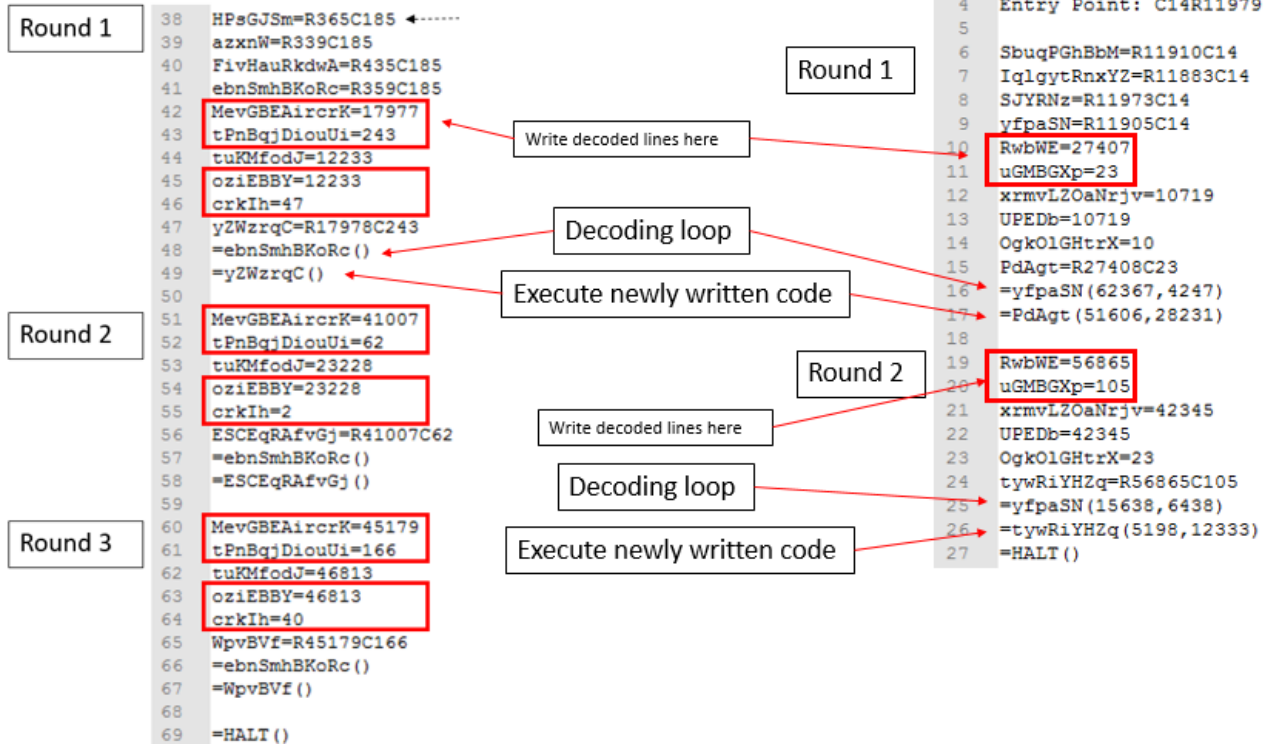 Round 1
38 HPsGJSm=R365C185
39 azxnW=R339C185
40 FivHauRkdwA=R435C185
41 ebnSmhBKoRc=R359C185
42 MevGBEAircrK=17977
43 tPnBqjDiouUi=243
44 tuKMfodJ=12233
45 oziEBBY=12233
46 crkIh=47
47 yZWzrqC=R17978C243
48 =ebnSmhBKoRc()
49 =yZWzrqC()
50
Round 2
51 MevGBEAircrK=41007
52 tPnBqjDiouUi=62
53 tuKMfodJ=23228
54 oziEBBY=23228
55 crkIh=2
56 ESCEqRAfvGj=R41007C62
57 =ebnSmhBKoRc()
58 =ESCEqRAfvGj()
59
Round 3
60 MevGBEAircrK=45179
61 tPnBqjDiouUi=166
62 tuKMfodJ=46813
63 oziEBBY=46813
64 crkIh=40
65 WpvBVf=R45179C166
66 =ebnSmhBKoRc()
67 =WpvBVf()
68
69 =HALT()
Write decoded lines here
Decoding loop
Execute newly written code
Write decoded lines here
Decoding loop
Execute newly written code
4 Entry Point: C14R11979
5
Round 1
6 SbuqPGhBbM=R11910C14
7 IqlgytRnxYZ=R11883C14
8 SJYRNz=R11973C14
9 yfpaSN=R11905C14
10 RwbWE=27407
11 uGMBGXp=23
12 xrmvLZOaNrjv=10719
13 UPEDb=10719
14 OgkOlGHtrX=10
15 PdAgt=R27408C23
16 =yfpaSN(62367,4247)
17 =PdAgt(51606,28231)
18
Round 2
19 RwbWE=56865
20 uGMBGXp=105
21 xrmvLZOaNrjv=42345
22 UPEDb=42345
23 OgkOlGHtrX=23
24 tywRiYHZq=R56865C105
25 =yfpaSN(15638,6438)
26 =tywRiYHZq(5198,12333)
27 =HALT()